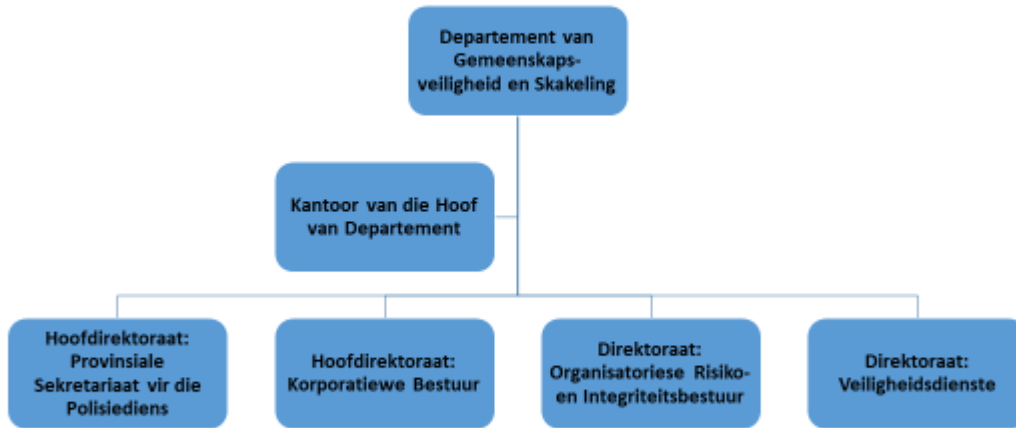 Departement van
Gemeenskaps-
veiligheid en Skakeling
Kantoor van die Hoof
van Departement
Hoofdirektoraat:
Provinsiale
Sekretariaat vir die
Polisiediens
Hoofdirektoraat:
Korporatiewe Bestuur
Direktoraat:
Organisatoriese Risiko-
en Integriteitsbestuur
Direktoraat:
Veiligheidsdienste